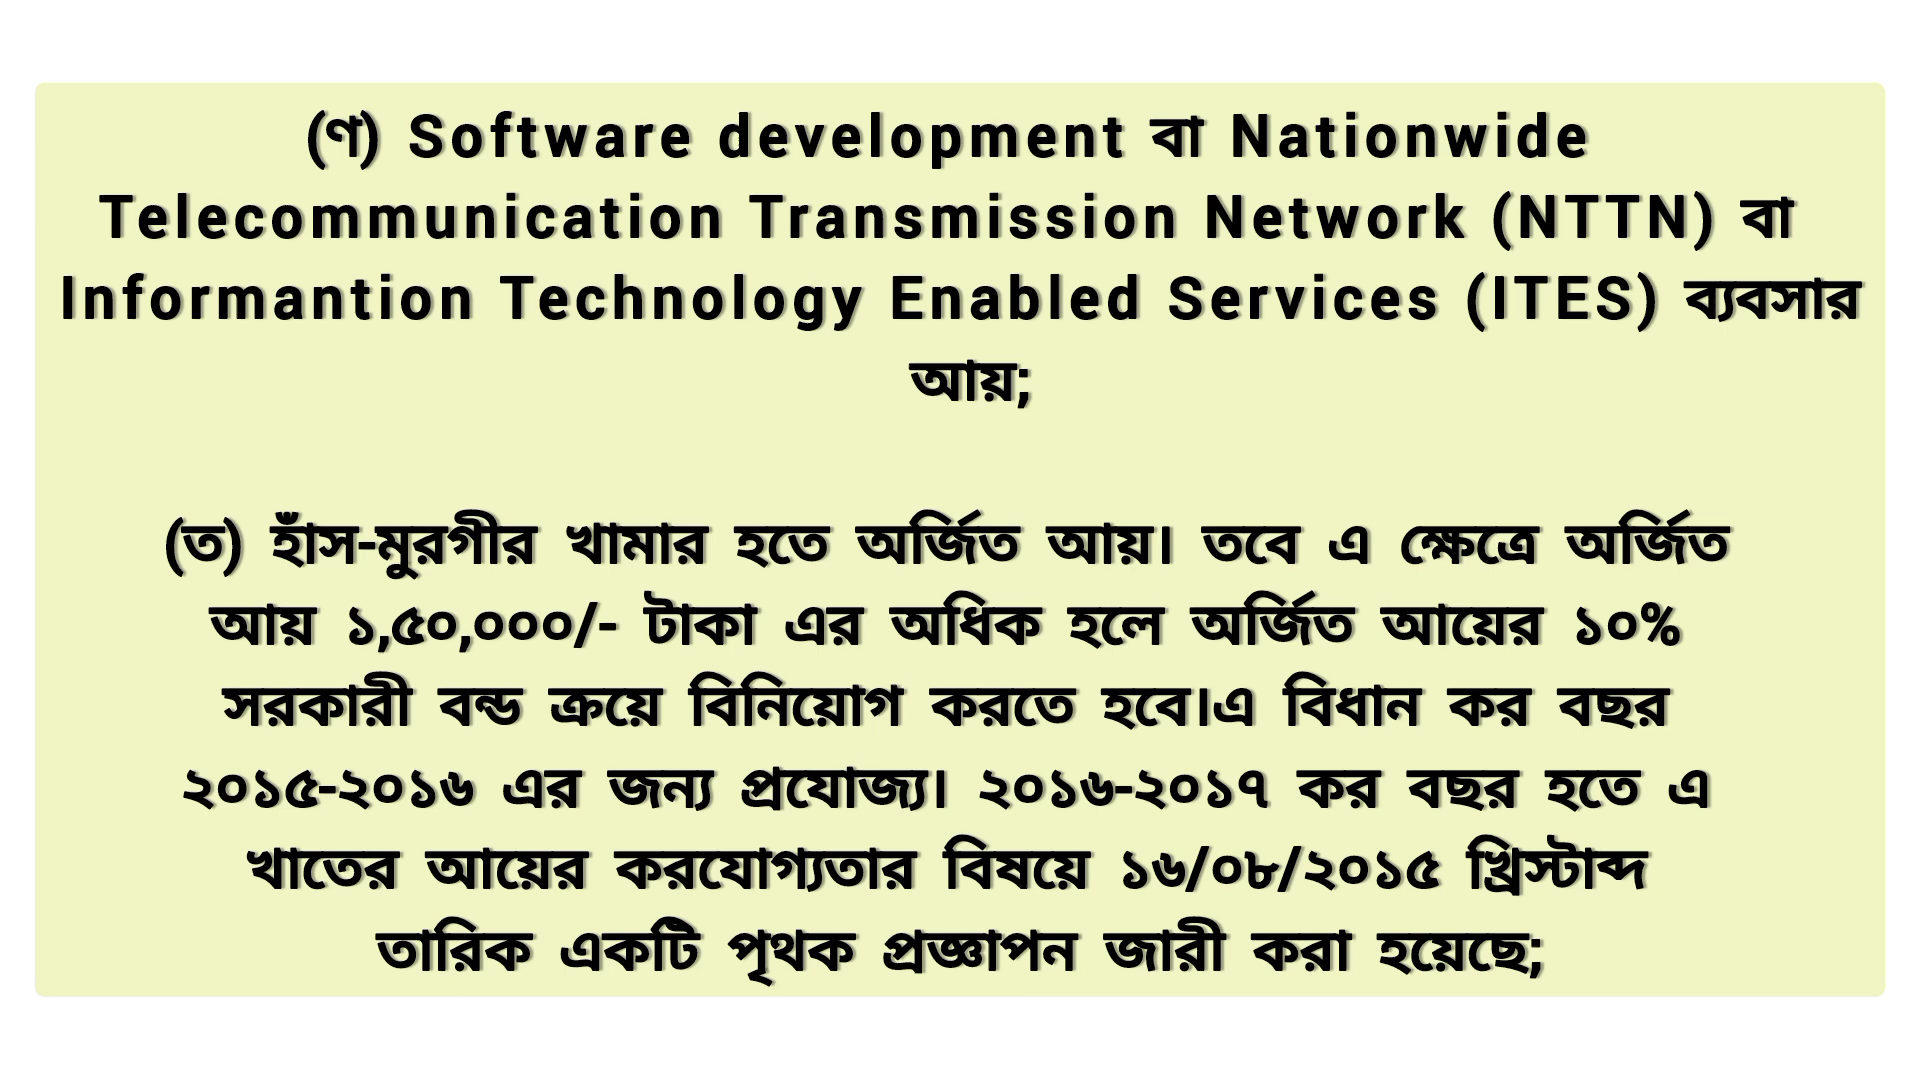 (ণ) Software development বা Nationwide
Telecommunication Transmission Network (NTTN) বা
Informantion Technology Enabled Services (ITES) ব্যবসার
আয়;
(ত) হাঁস-মুরগীর খামার হতে অর্জিত আয়। তবে এ ক্ষেত্রে অর্জিত
আয় ১,৫০,০০০/- টাকা এর অধিক হলে অর্জিত আয়ের ১০%
সরকারী বন্ড ক্রয়ে বিনিয়োগ করতে হবে।এ বিধান কর বছর
২০১৫-২০১৬ এর জন্য প্রযোজ্য। ২০১৬-২০১৭ কর বছর হতে এ
খাতের আয়ের করযোগ্যতার বিষয়ে ১৬/০৮/২০১৫ খ্রিস্টাব্দ
তারিক একটি পৃথক প্রজ্ঞাপন জারী করা হয়েছে;